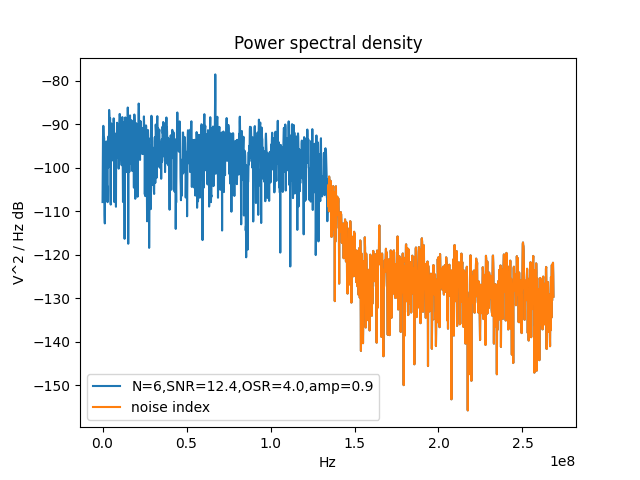 Power spectral density
V^2 / Hz dB
−80
−90
−100
−110
−120
−130
−140
−150
N=6,SNR=12.4,OSR=4.0,amp=0.9
noise index
0.0 0.5 1.0 1.5 2.0 2.5
1e8
Hz